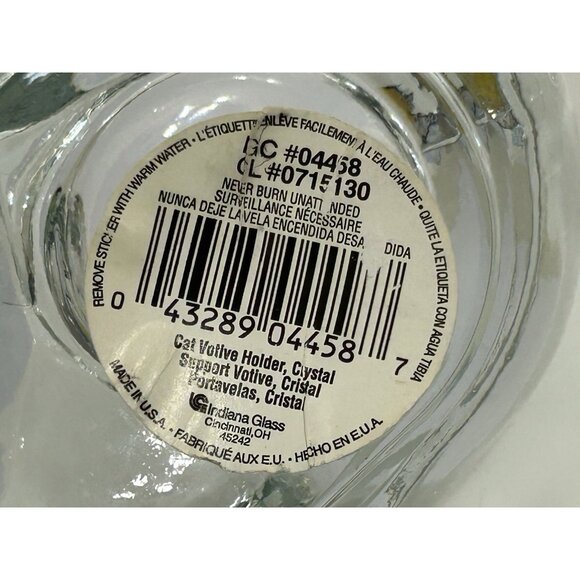 REMOVE STICKER WITH WARM WATER • L'ÉTIQUETTE ENLÈVE FACILEMENT À L'EAU CHAUDE • QUITE LA ETIQUETA CON AGUA TIBIA
#04458
#0715130
NEVER BURN UNATT NDED
SURVEILLANCE NÉCESSAIRE
NUNCA DEJE LA VELA ENCENDIDA DESA DIDA
0 43289 04458 7
Cat Votive Holder, Crystal
Support Votive, Cristal
Portavelas, Cristal
Indiana Glass
Cincinnati, OH
45242
MADE IN U.S.A. • FABRIQUÉ AUX E.U. • HECHO EN E.U.A.